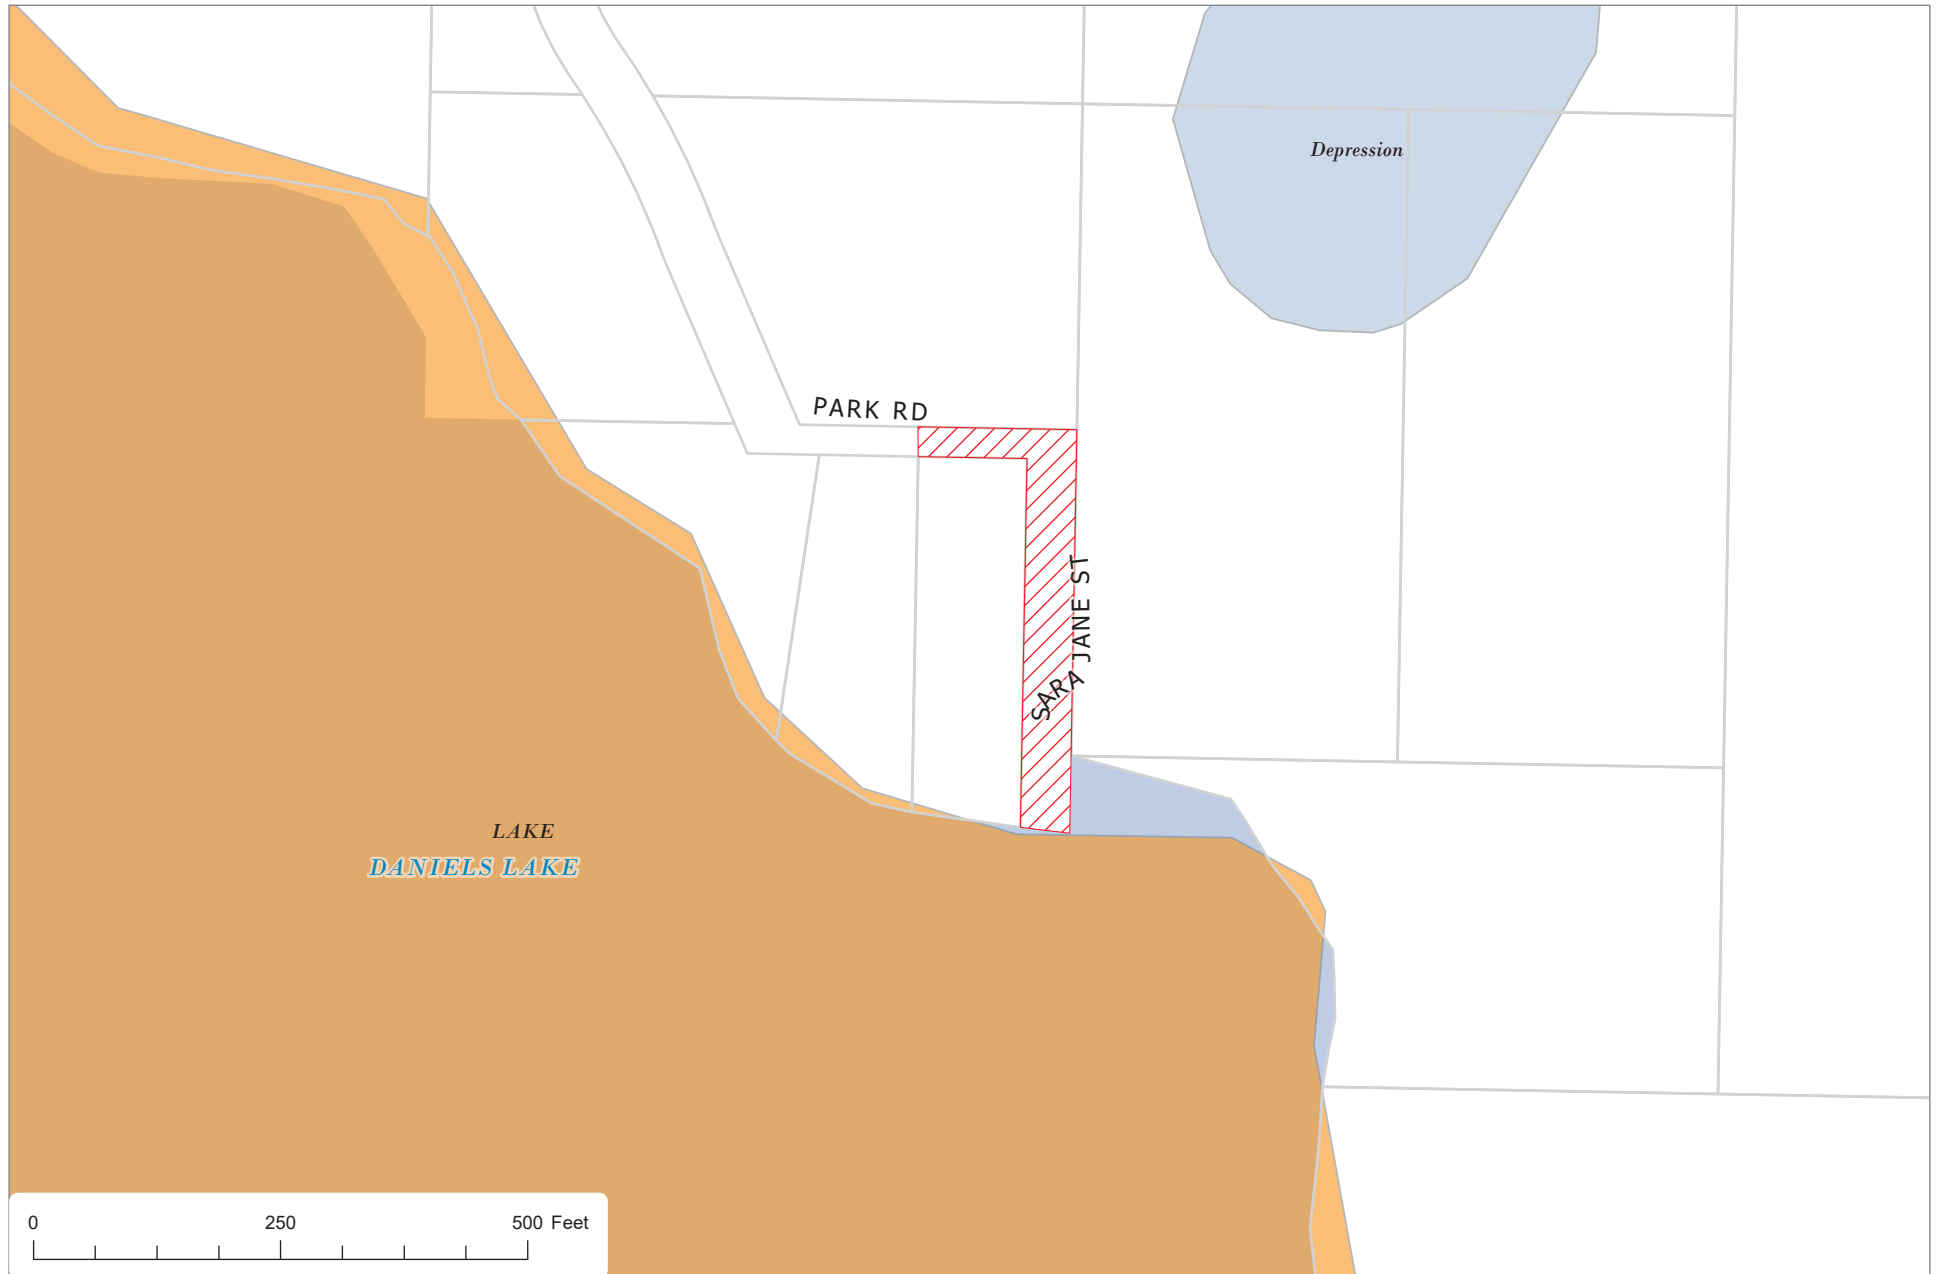 Depression
PARK RD
SARA JANE ST
LAKE
DANIELS LAKE
0 250 500 Feet